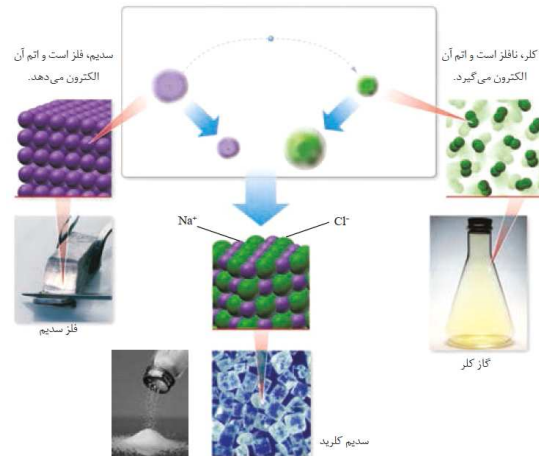 کلر، نافلز است و اتم آن
الکترون می‌گیرد.
سدیم، فلز است و اتم آن
الکترون می‌دهد.
Na⁺
Cl⁻
فلز سدیم
گاز کلر
سدیم کلرید